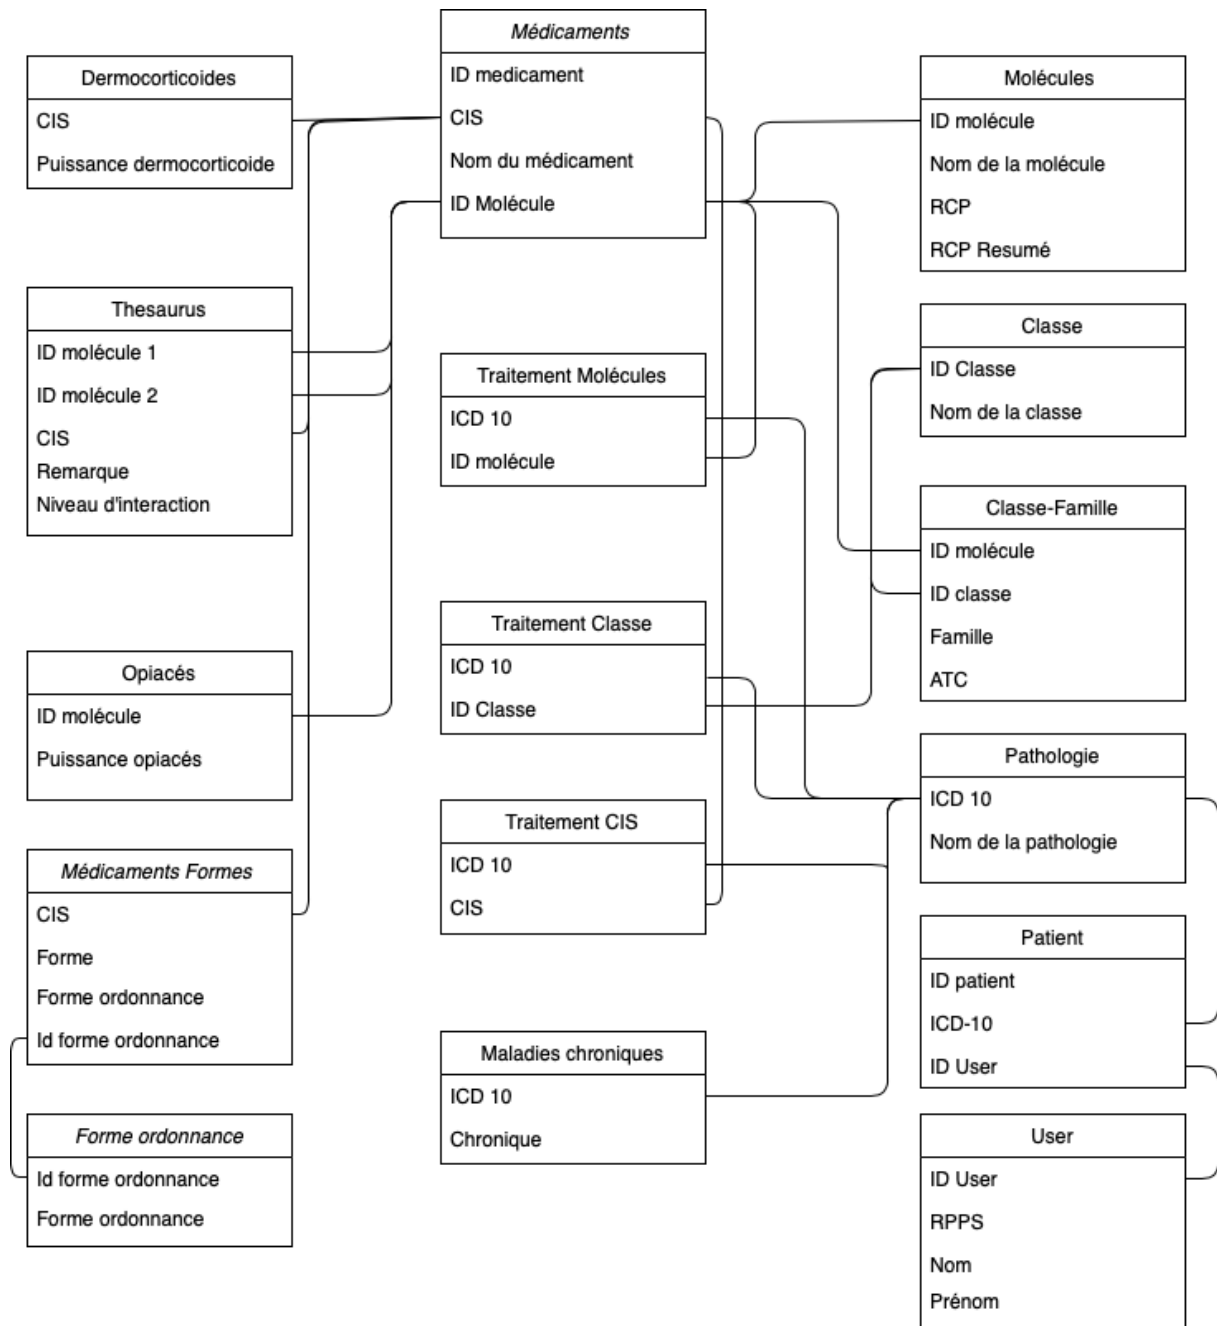 Dermocorticoides
CIS
Puissance dermocorticoide
Thesaurus
ID molécule 1
ID molécule 2
CIS
Remarque
Niveau d'interaction
Opiacés
ID molécule
Puissance opiacés
Médicaments Formes
CIS
Forme
Forme ordonnance
Id forme ordonnance
Forme ordonnance
Id forme ordonnance
Forme ordonnance
Médicaments
ID medicament
CIS
Nom du médicament
ID Molécule
Traitement Molécules
ICD 10
ID molécule
Traitement Classe
ICD 10
ID Classe
Traitement CIS
ICD 10
CIS
Maladies chroniques
ICD 10
Chronique
Molécules
ID molécule
Nom de la molécule
RCP
RCP Resumé
Classe
ID Classe
Nom de la classe
Classe-Famille
ID molécule
ID classe
Famille
ATC
Pathologie
ICD 10
Nom de la pathologie
Patient
ID patient
ICD-10
ID User
User
ID User
RPPS
Nom
Prénom